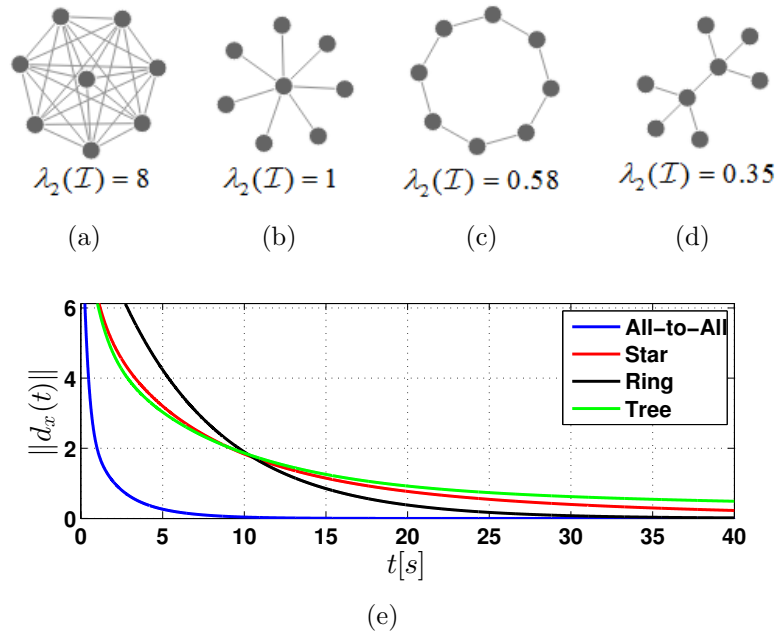 λ₂(𝓘) = 8
λ₂(𝓘) = 1
λ₂(𝓘) = 0.58
λ₂(𝓘) = 0.35
(a)
(b)
(c)
(d)
6
4
2
0
‖dₓ(t)‖
All−to−All
Star
Ring
Tree
0 5 10 15 20 25 30 35 40
t[s]
(e)